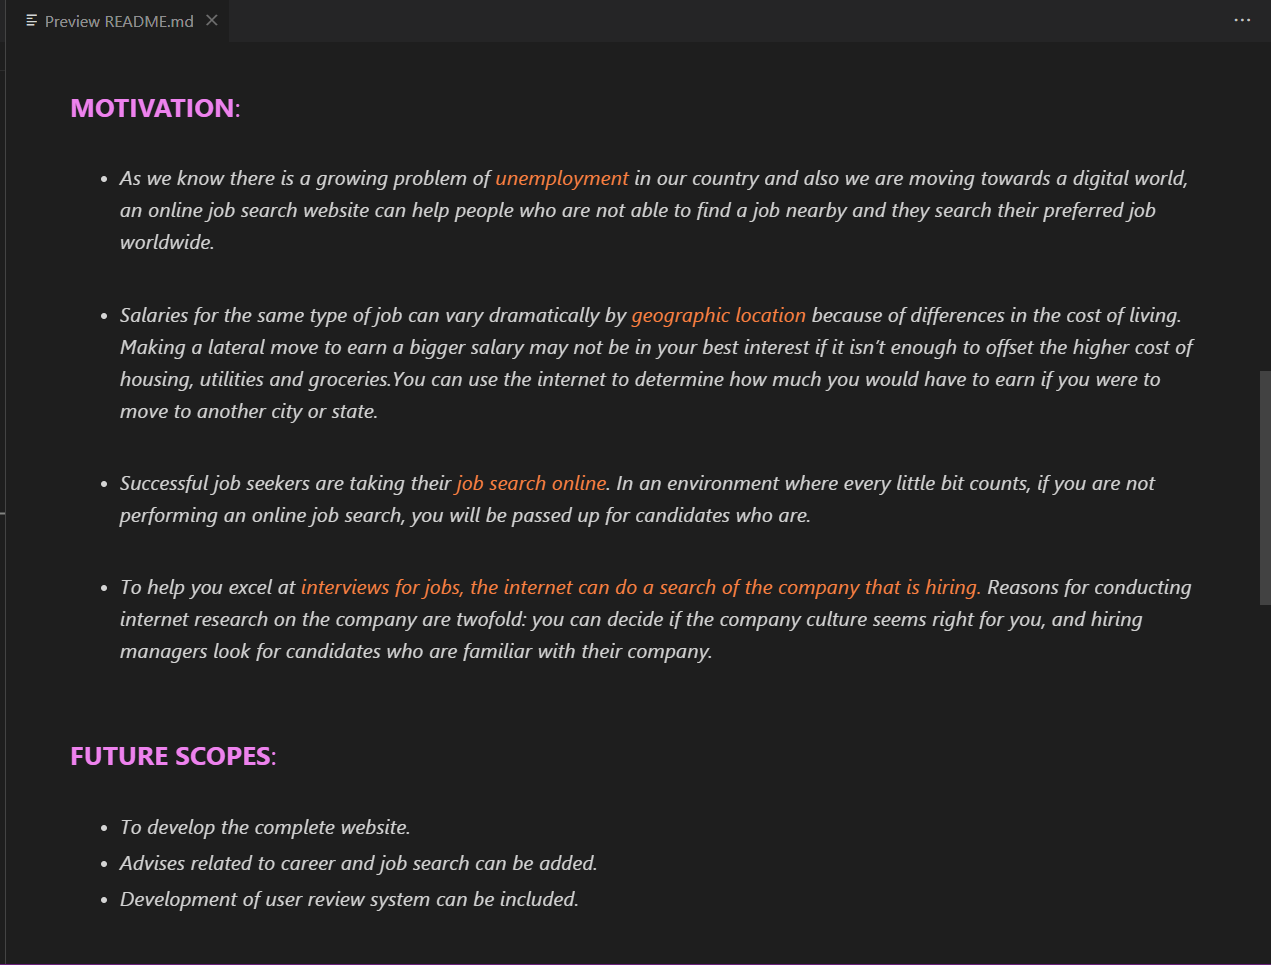 Preview README.md
MOTIVATION:
As we know there is a growing problem of unemployment in our country and also we are moving towards a digital world,
an online job search website can help people who are not able to find a job nearby and they search their preferred job
worldwide.
Salaries for the same type of job can vary dramatically by geographic location because of differences in the cost of living.
Making a lateral move to earn a bigger salary may not be in your best interest if it isn’t enough to offset the higher cost of
housing, utilities and groceries.You can use the internet to determine how much you would have to earn if you were to
move to another city or state.
Successful job seekers are taking their job search online. In an environment where every little bit counts, if you are not
performing an online job search, you will be passed up for candidates who are.
To help you excel at interviews for jobs, the internet can do a search of the company that is hiring. Reasons for conducting
internet research on the company are twofold: you can decide if the company culture seems right for you, and hiring
managers look for candidates who are familiar with their company.
FUTURE SCOPES:
To develop the complete website.
Advises related to career and job search can be added.
Development of user review system can be included.